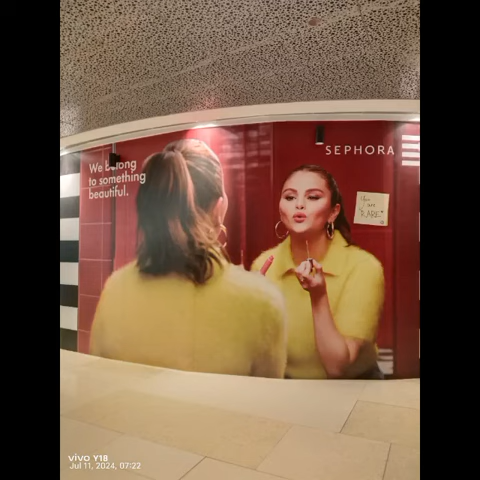 We belong
to something
beautiful.
SEPHORA
You
are
"RARE"
vivo Y18
Jul 11, 2024, 07:22